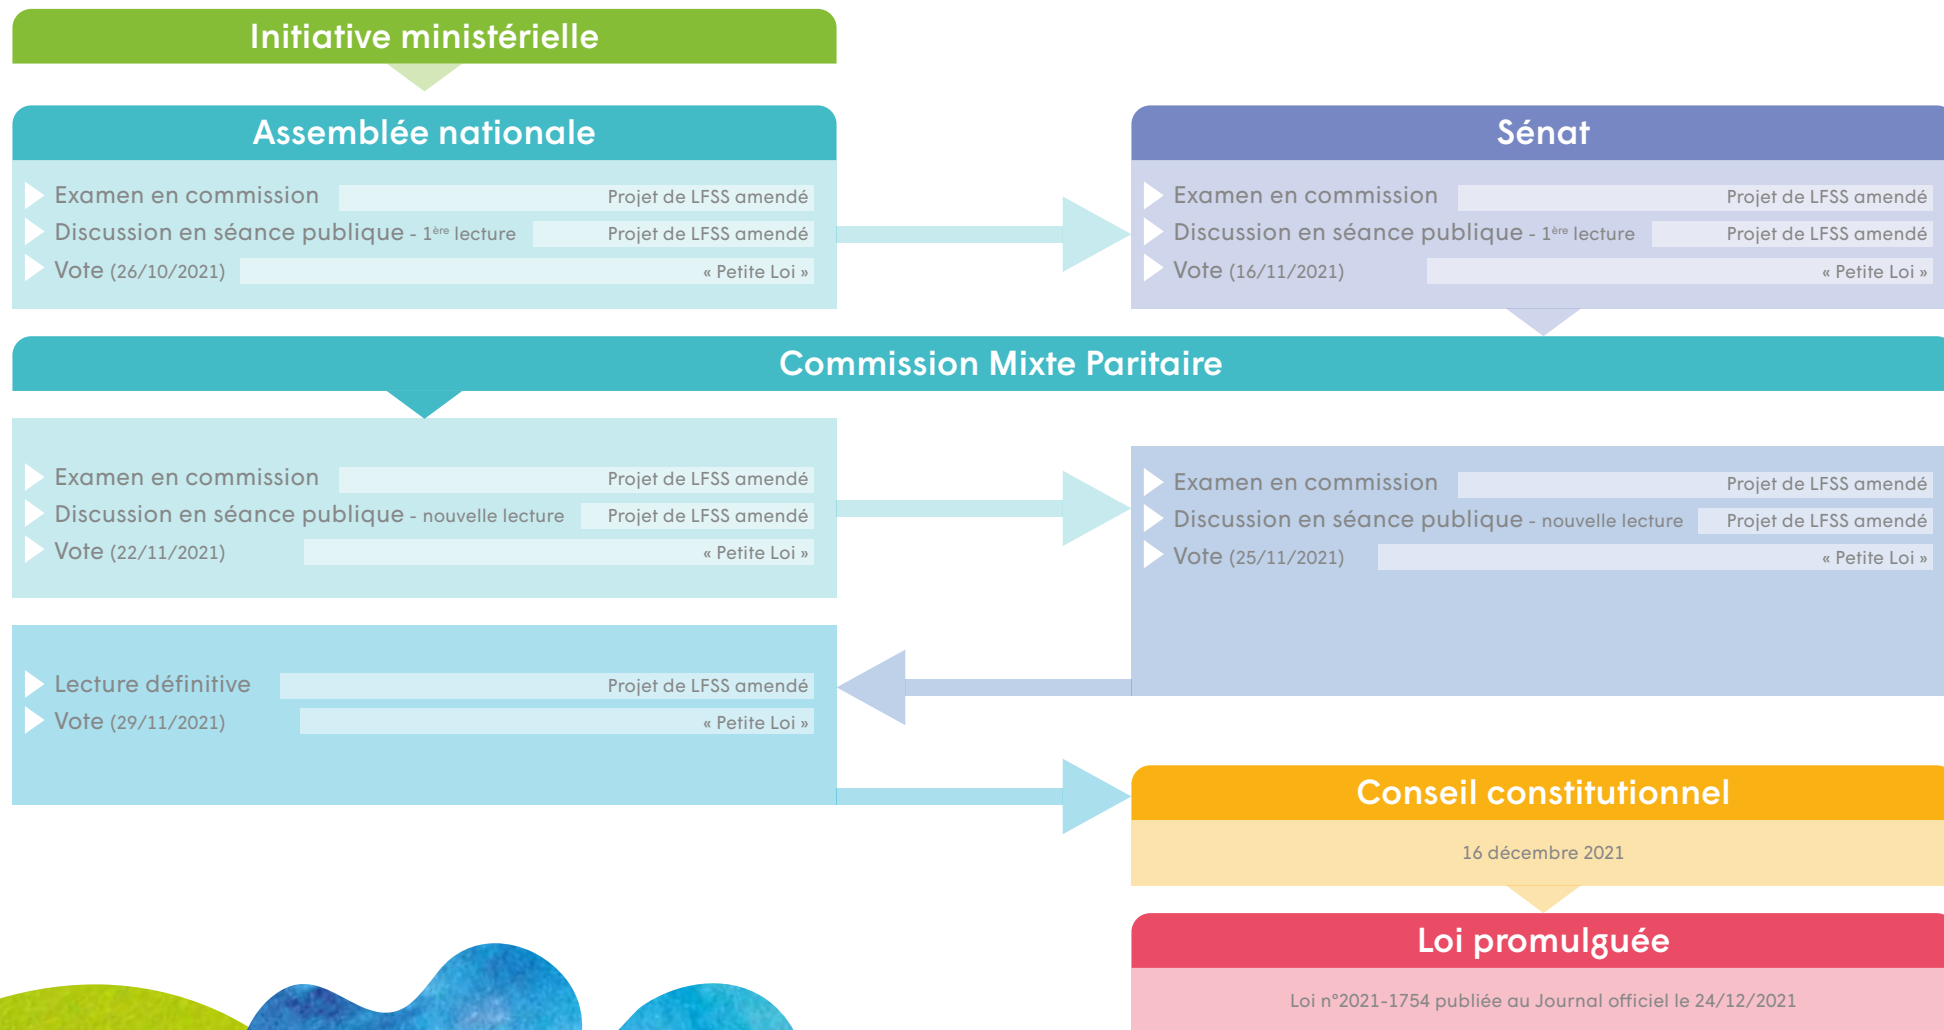 Initiative ministérielle
Assemblée nationale
Examen en commission Projet de LFSS amendé
Discussion en séance publique - 1ère lecture Projet de LFSS amendé
Vote (26/10/2021) « Petite Loi »
Sénat
Examen en commission Projet de LFSS amendé
Discussion en séance publique - 1ère lecture Projet de LFSS amendé
Vote (16/11/2021) « Petite Loi »
Commission Mixte Paritaire
Examen en commission Projet de LFSS amendé
Discussion en séance publique - nouvelle lecture Projet de LFSS amendé
Vote (22/11/2021) « Petite Loi »
Examen en commission Projet de LFSS amendé
Discussion en séance publique - nouvelle lecture Projet de LFSS amendé
Vote (25/11/2021) « Petite Loi »
Lecture définitive Projet de LFSS amendé
Vote (29/11/2021) « Petite Loi »
Conseil constitutionnel
16 décembre 2021
Loi promulguée
Loi n°2021-1754 publiée au Journal officiel le 24/12/2021